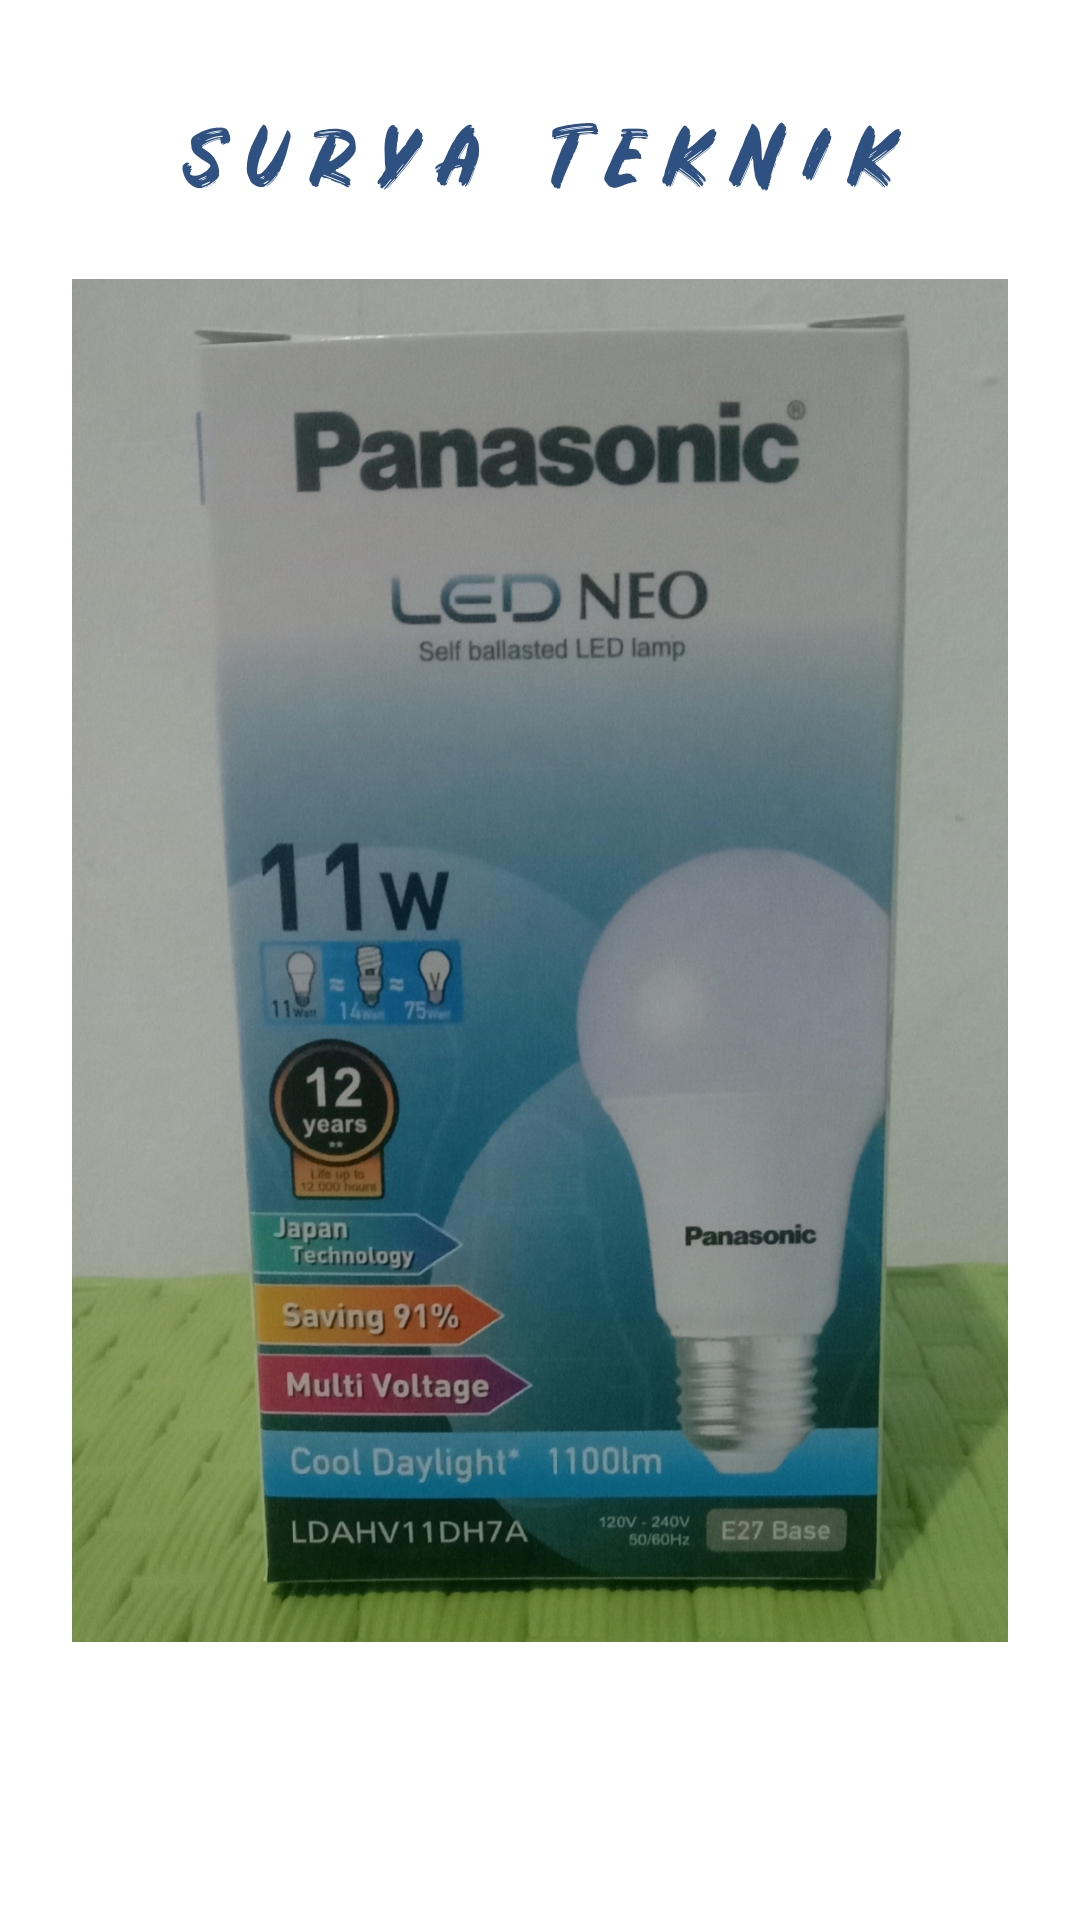 SURYA TEKNIK
Panasonic®
LED NEO
Self ballasted LED lamp
11W
11Watt ≈ 14Watt ≈ 75Watt
12
years
**
Life up to
12.000 hours
Japan
Technology
Panasonic
Saving 91%
Multi Voltage
Cool Daylight* 1100lm
LDAHV11DH7A
120V - 240V
50/60Hz
E27 Base